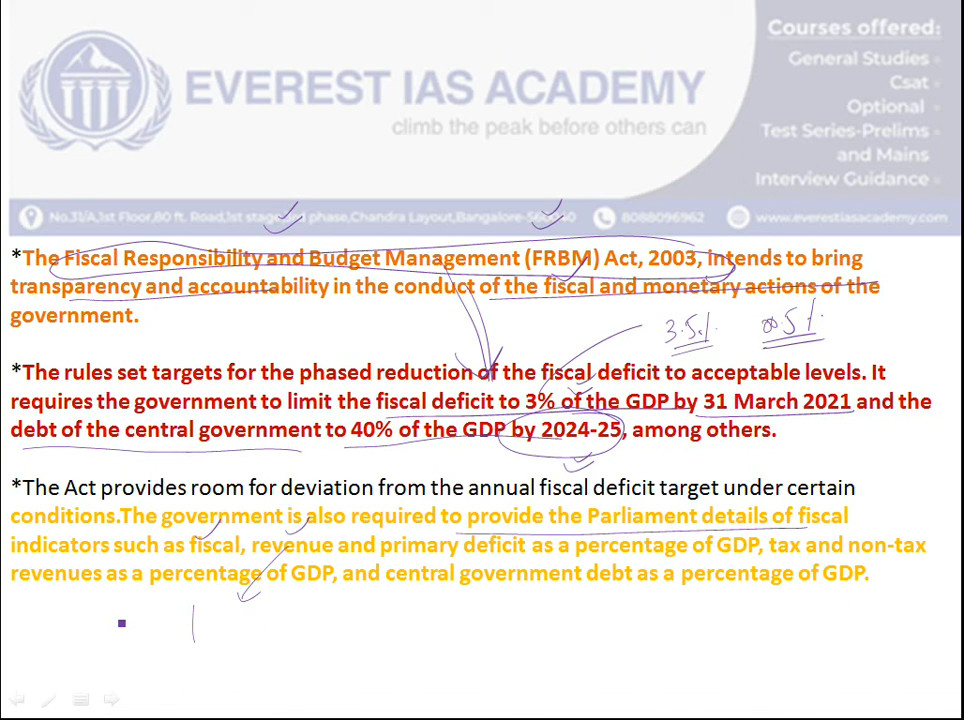 Courses offered:
General Studies
Csat
Optional
Test Series-Prelims
and Mains
Interview Guidance
EVEREST IAS ACADEMY
climb the peak before others can
No.31/A,1st Floor,80 ft. Road,1st stage phase,Chandra Layout,Bangalore- 8088096962 www.everestiasacademy.com
*The Fiscal Responsibility and Budget Management (FRBM) Act, 2003, intends to bring
transparency and accountability in the conduct of the fiscal and monetary actions of the
government.
3.5%
*The rules set targets for the phased reduction of the fiscal deficit to acceptable levels. It
requires the government to limit the fiscal deficit to 3% of the GDP by 31 March 2021 and the
debt of the central government to 40% of the GDP by 2024-25, among others.
*The Act provides room for deviation from the annual fiscal deficit target under certain
conditions.The government is also required to provide the Parliament details of fiscal
indicators such as fiscal, revenue and primary deficit as a percentage of GDP, tax and non-tax
revenues as a percentage of GDP, and central government debt as a percentage of GDP.